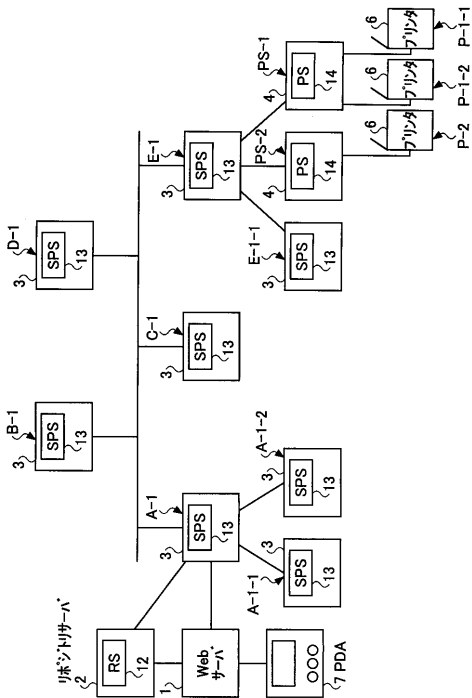 リポジトリサーバ
2
RS
12
1
Web
サーバ
7 PDA
A-1
3
SPS
13
A-1-1
3
SPS
13
A-1-2
3
SPS
13
B-1
3
SPS
13
C-1
3
SPS
13
D-1
3
SPS
13
E-1
3
SPS
13
E-1-1
3
SPS
13
PS-2
4
PS
14
PS-1
4
PS
14
6
プリンタ
P-2
6
プリンタ
P-1-2
6
プリンタ
P-1-1